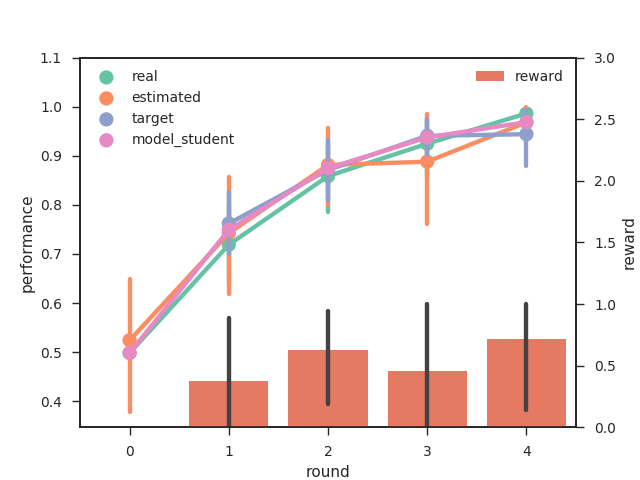 1.1
1.0
0.9
0.8
0.7
0.6
0.5
0.4
performance
real
estimated
target
model_student
reward
3.0
2.5
2.0
1.5
1.0
0.5
0.0
reward
0 1 2 3 4
round